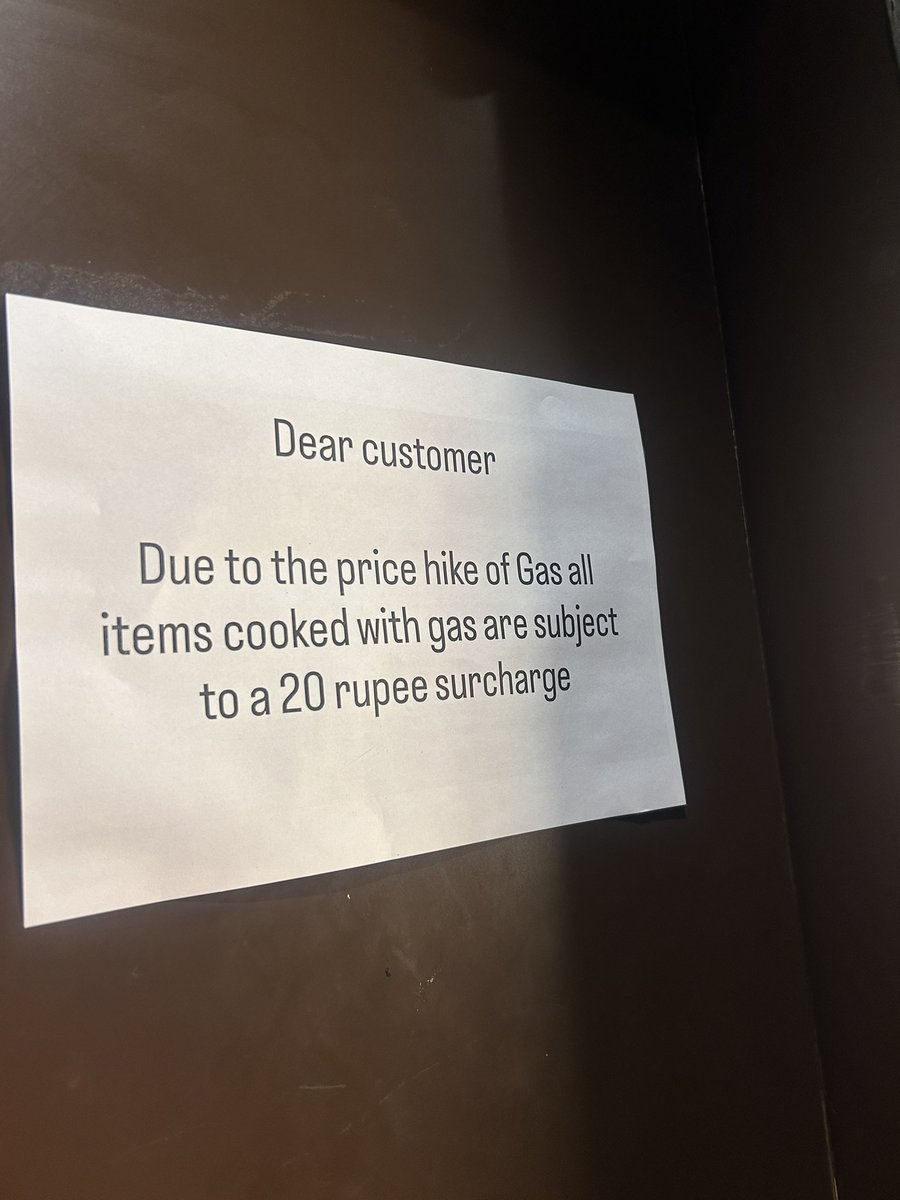 Dear customer
Due to the price hike of Gas all
items cooked with gas are subject
to a 20 rupee surcharge